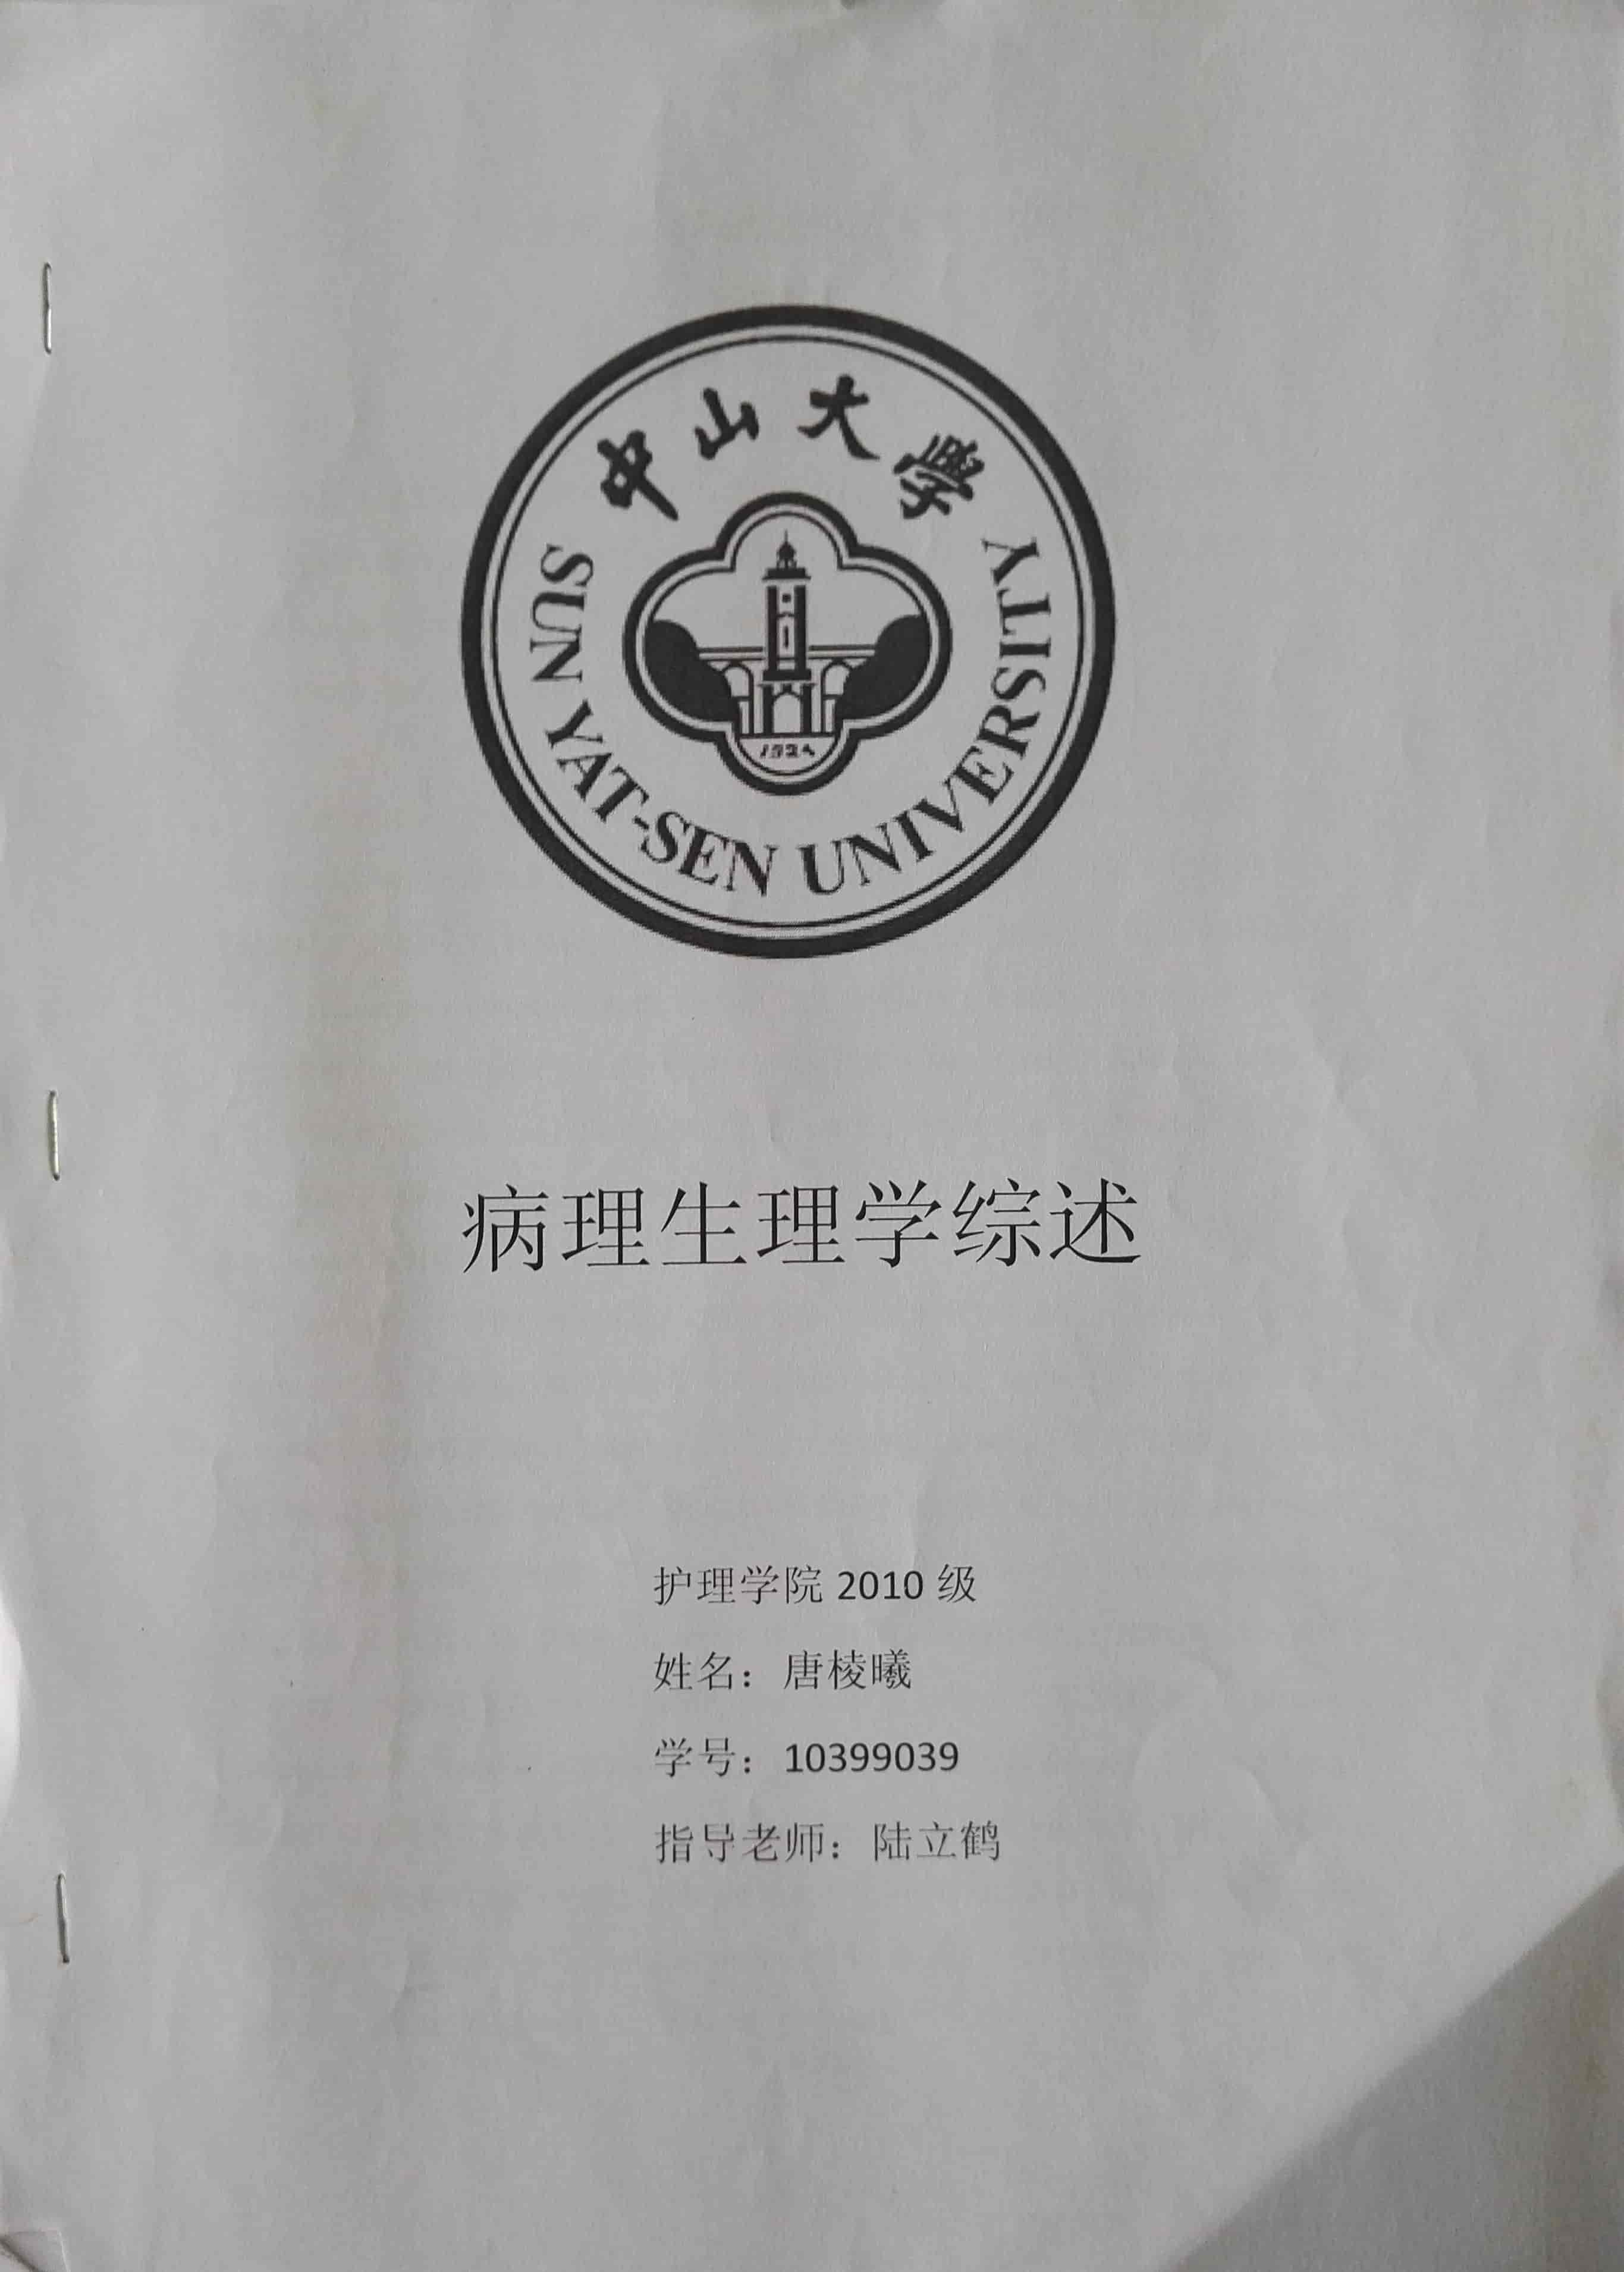 中山大學
SUN YAT-SEN UNIVERSITY
1924
病理生理学综述
护理学院 2010 级
姓名：唐棱曦
学号：10399039
指导老师：陆立鹤